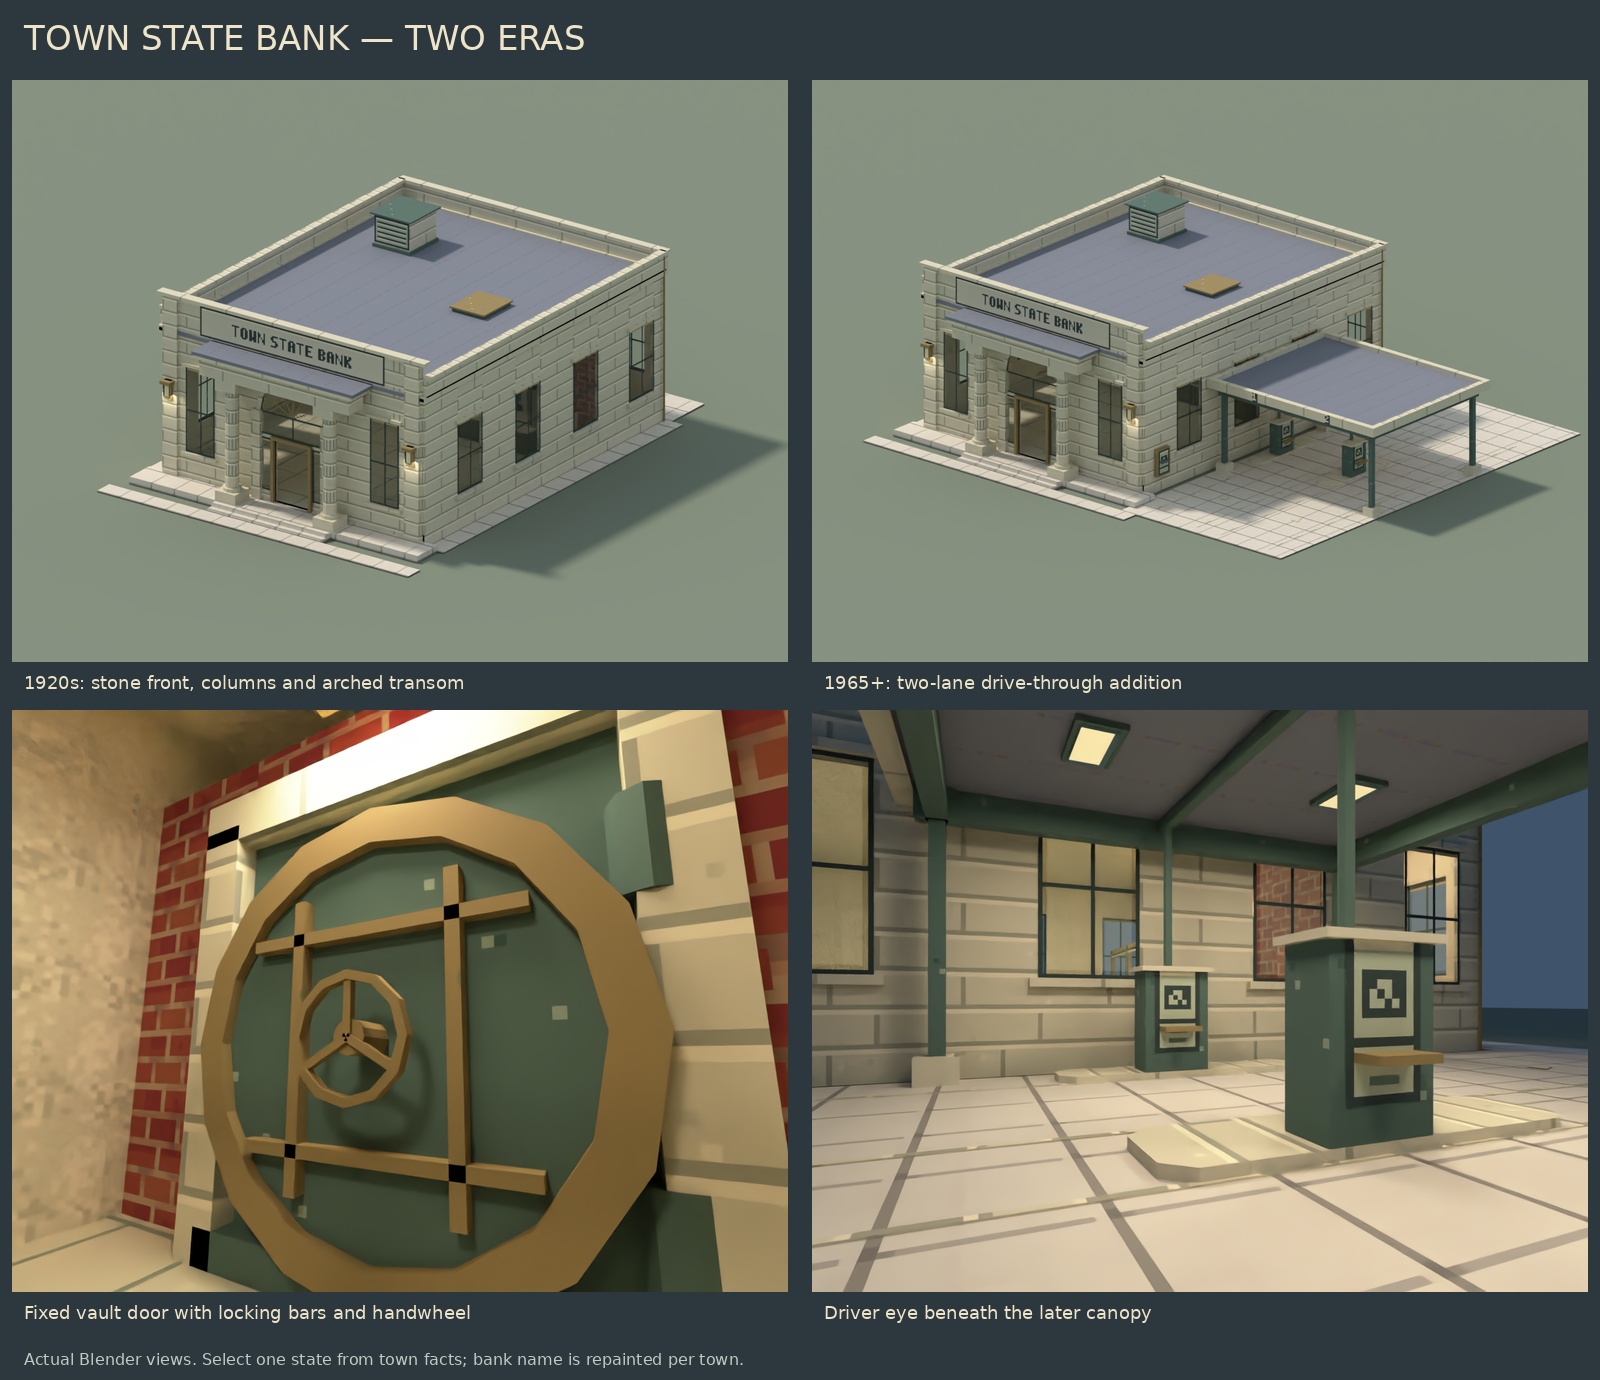 TOWN STATE BANK — TWO ERAS
TOWN STATE BANK
TOWN STATE BANK
1920s: stone front, columns and arched transom
1965+: two-lane drive-through addition
Fixed vault door with locking bars and handwheel
Driver eye beneath the later canopy
Actual Blender views. Select one state from town facts; bank name is repainted per town.